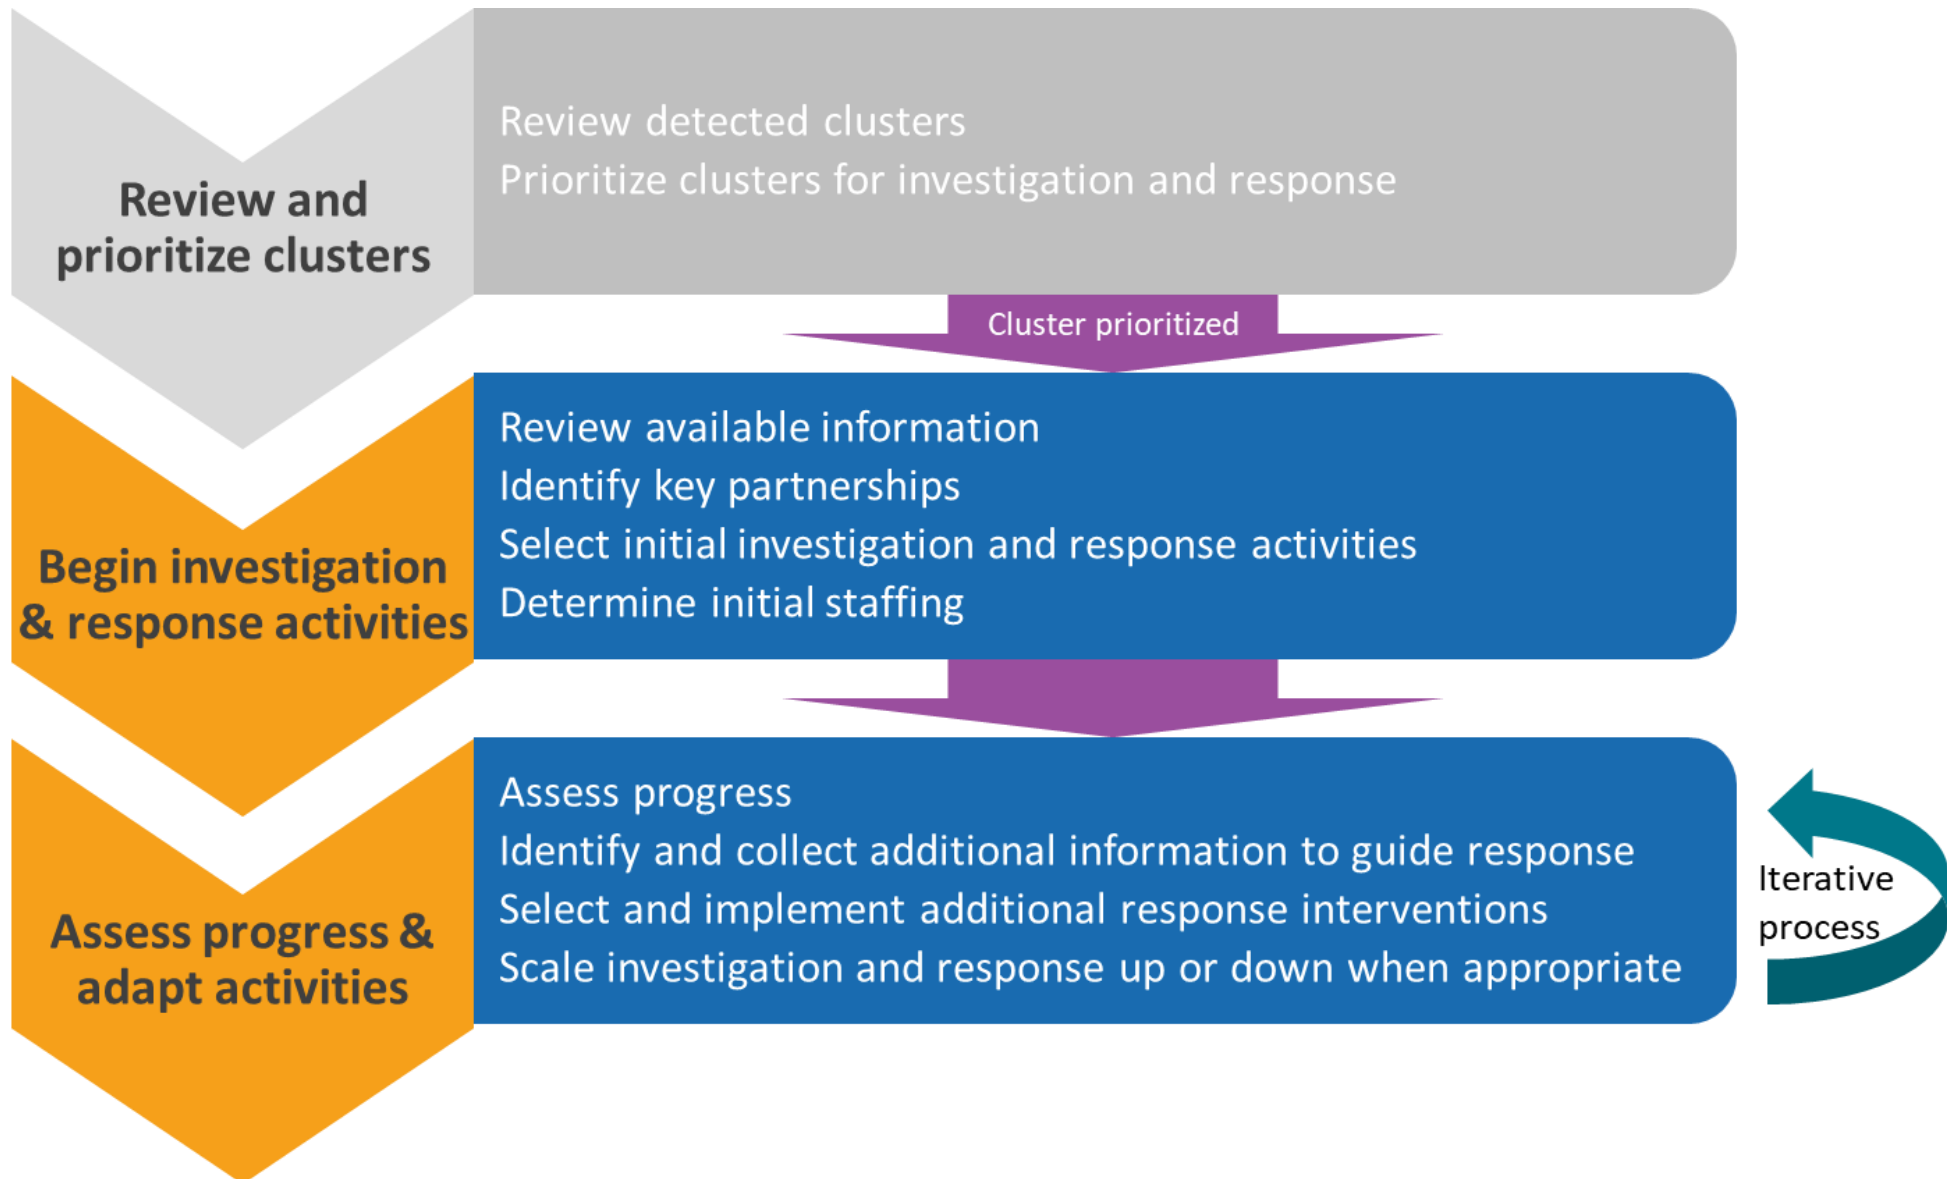 Review and
prioritize clusters
Review detected clusters
Prioritize clusters for investigation and response
Cluster prioritized
Begin investigation
& response activities
Review available information
Identify key partnerships
Select initial investigation and response activities
Determine initial staffing
Assess progress &
adapt activities
Assess progress
Identify and collect additional information to guide response
Select and implement additional response interventions
Scale investigation and response up or down when appropriate
Iterative
process